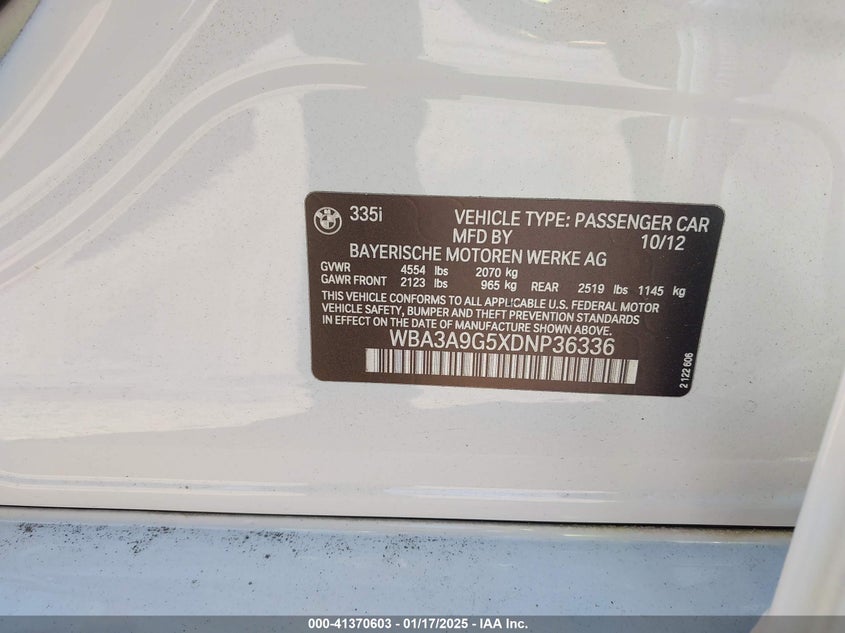 335i VEHICLE TYPE: PASSENGER CAR
MFD BY 10/12
BAYERISCHE MOTOREN WERKE AG
GVWR 4554 lbs 2070 kg
GAWR FRONT 2123 lbs 965 kg REAR 2519 lbs 1145 kg
THIS VEHICLE CONFORMS TO ALL APPLICABLE U.S. FEDERAL MOTOR
VEHICLE SAFETY, BUMPER AND THEFT PREVENTION STANDARDS
IN EFFECT ON THE DATE OF MANUFACTURE SHOWN ABOVE.
WBA3A9G5XDNP36336
2 122 606
000-41370603 - 01/17/2025 - IAA Inc.